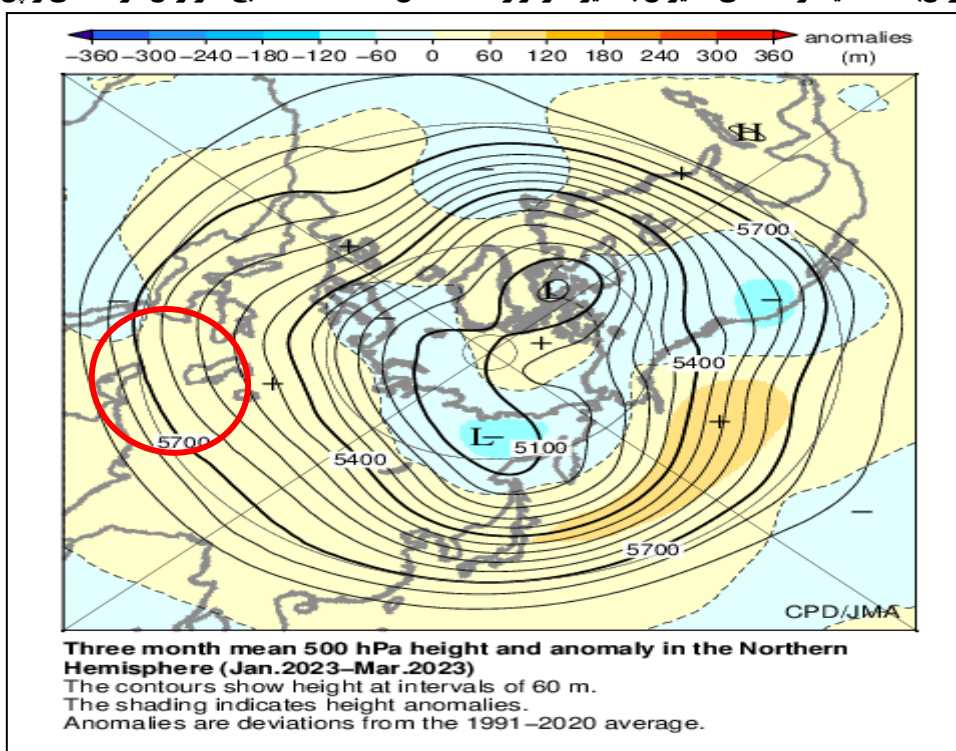 −360 −300 −240 −180 −120 −60 0 60 120 180 240 300 360 anomalies (m)
H
+
−
5700
+
−
L
−
−
+
5400
+
+
5700
L
−
5100
5400
−
5700
CPD/JMA
Three month mean 500 hPa height and anomaly in the Northern
Hemisphere (Jan.2023−Mar.2023)
The contours show height at intervals of 60 m.
The shading indicates height anomalies.
Anomalies are deviations from the 1991−2020 average.